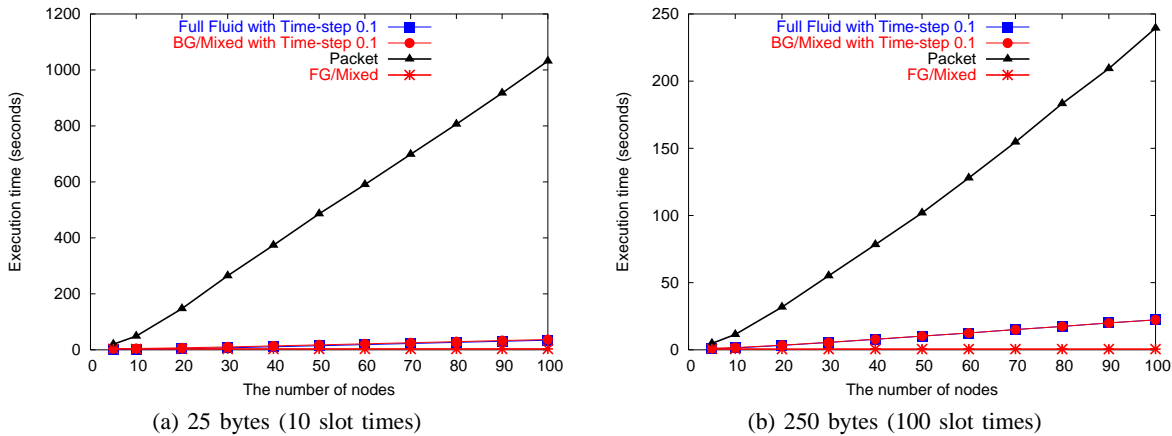 Full Fluid with Time-step 0.1
BG/Mixed with Time-step 0.1
Packet
FG/Mixed
1200
1000
800
600
400
200
0
0 10 20 30 40 50 60 70 80 90 100
Execution time (seconds)
The number of nodes
(a) 25 bytes (10 slot times)
Full Fluid with Time-step 0.1
BG/Mixed with Time-step 0.1
Packet
FG/Mixed
250
200
150
100
50
0
0 10 20 30 40 50 60 70 80 90 100
Execution time (seconds)
The number of nodes
(b) 250 bytes (100 slot times)